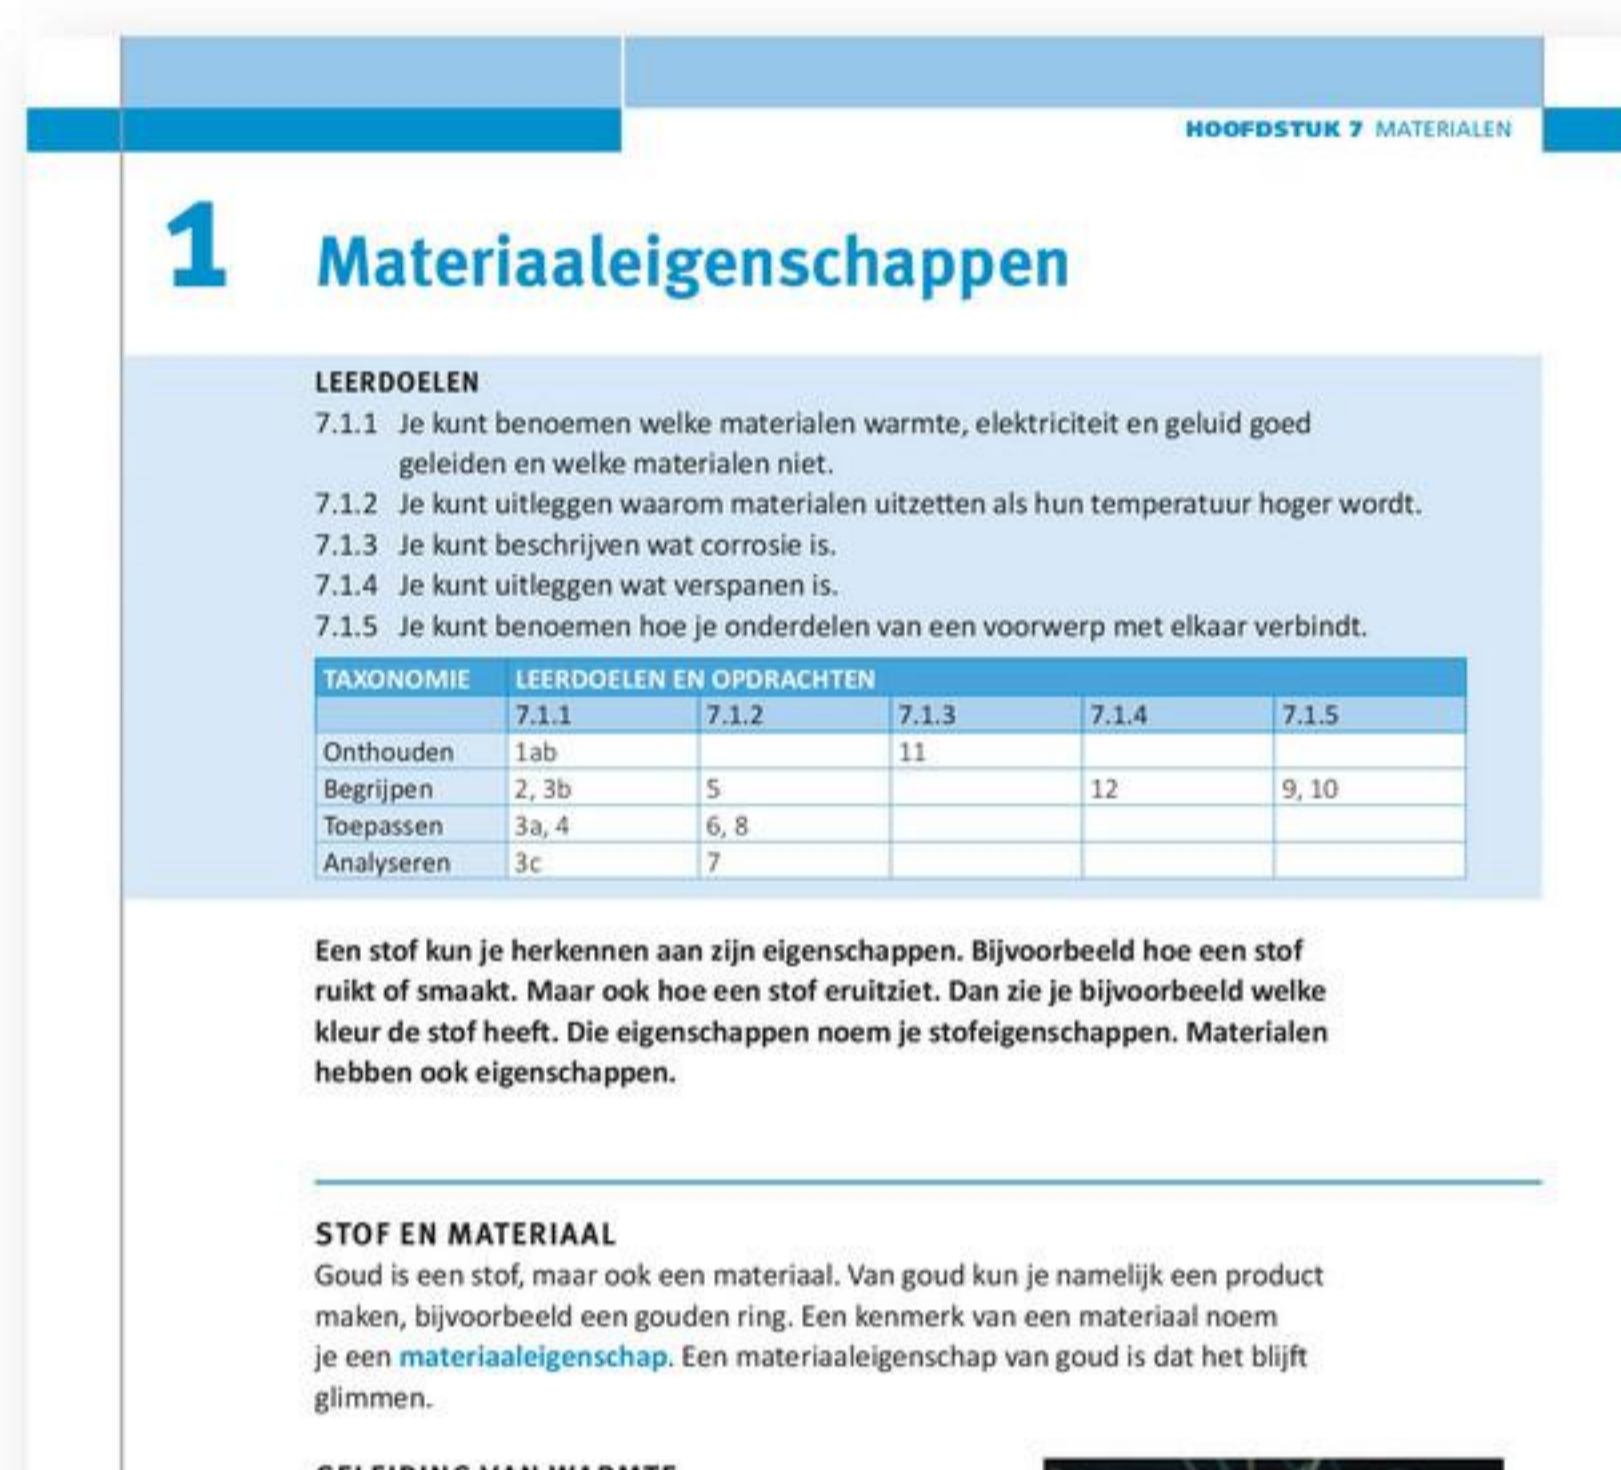 HOOFDSTUK 7 MATERIALEN
1 Materiaaleigenschappen
LEERDOELEN
7.1.1 Je kunt benoemen welke materialen warmte, elektriciteit en geluid goed
geleiden en welke materialen niet.
7.1.2 Je kunt uitleggen waarom materialen uitzetten als hun temperatuur hoger wordt.
7.1.3 Je kunt beschrijven wat corrosie is.
7.1.4 Je kunt uitleggen wat verspanen is.
7.1.5 Je kunt benoemen hoe je onderdelen van een voorwerp met elkaar verbindt.
TAXONOMIE LEERDOELEN EN OPDRACHTEN
7.1.1 7.1.2 7.1.3 7.1.4 7.1.5
Onthouden 1ab 11
Begrijpen 2, 3b 5 12 9, 10
Toepassen 3a, 4 6, 8
Analyseren 3c 7
Een stof kun je herkennen aan zijn eigenschappen. Bijvoorbeeld hoe een stof
ruikt of smaakt. Maar ook hoe een stof eruitziet. Dan zie je bijvoorbeeld welke
kleur de stof heeft. Die eigenschappen noem je stofeigenschappen. Materialen
hebben ook eigenschappen.
STOF EN MATERIAAL
Goud is een stof, maar ook een materiaal. Van goud kun je namelijk een product
maken, bijvoorbeeld een gouden ring. Een kenmerk van een materiaal noem
je een materiaaleigenschap. Een materiaaleigenschap van goud is dat het blijft
glimmen.
GELEIDING VAN WARMTE